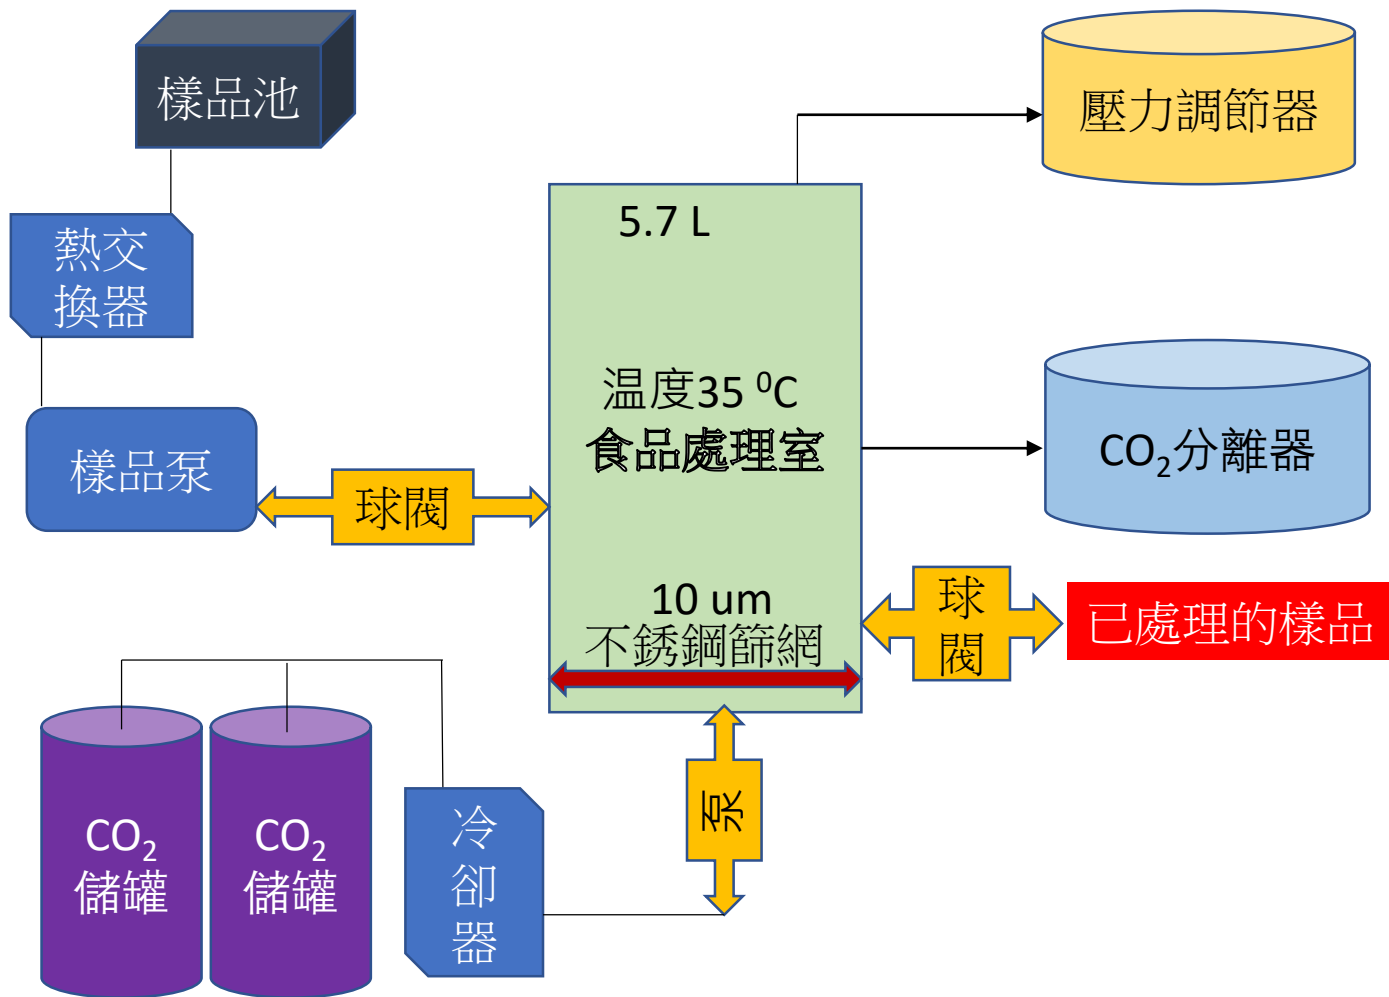 樣品池
壓力調節器
熱交
換器
5.7 L
温度35 ⁰C
食品處理室
樣品泵
球閥
CO₂分離器
10 um
不銹鋼篩網
球
閥
已處理的樣品
泵
CO₂
儲罐
CO₂
儲罐
冷
卻
器